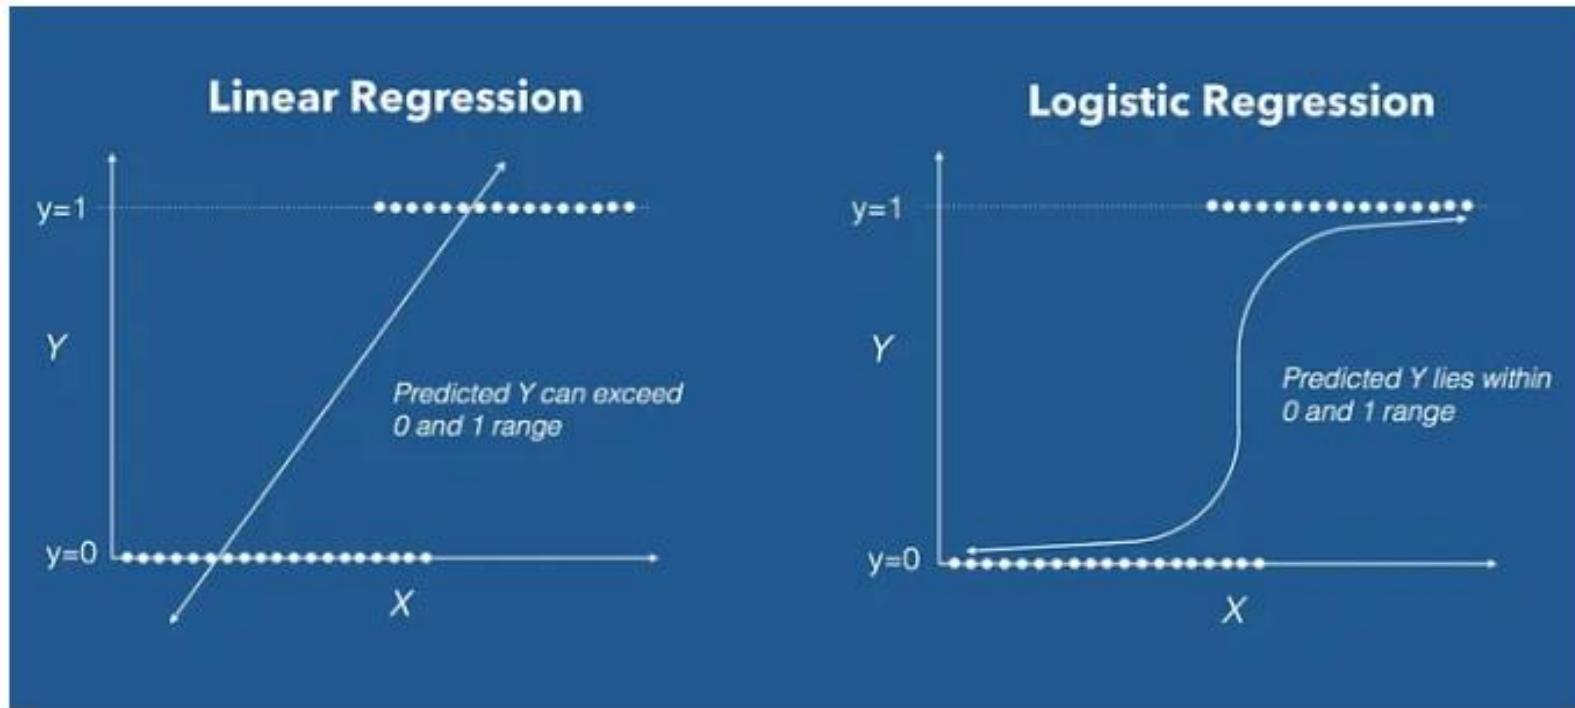 Linear Regression
y=1
Y
Predicted Y can exceed
0 and 1 range
y=0
X
Logistic Regression
y=1
Y
Predicted Y lies within
0 and 1 range
y=0
X